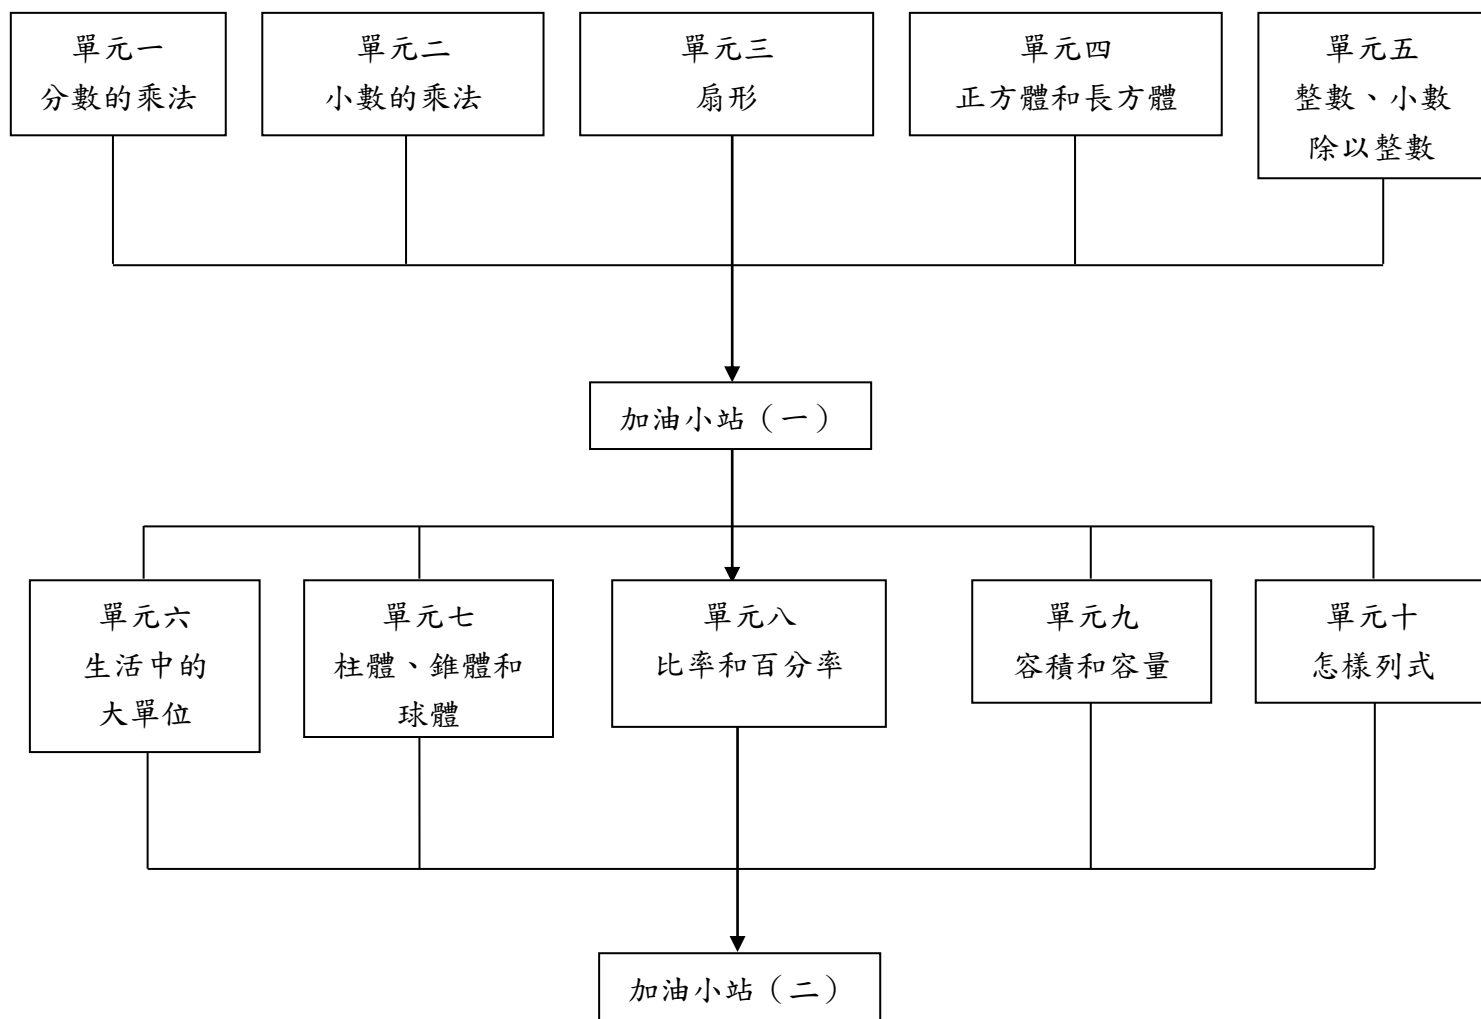 單元一
分數的乘法
單元二
小數的乘法
單元三
扇形
單元四
正方體和長方體
單元五
整數、小數
除以整數
加油小站（一）
單元六
生活中的
大單位
單元七
柱體、錐體和
球體
單元八
比率和百分率
單元九
容積和容量
單元十
怎樣列式
加油小站（二）